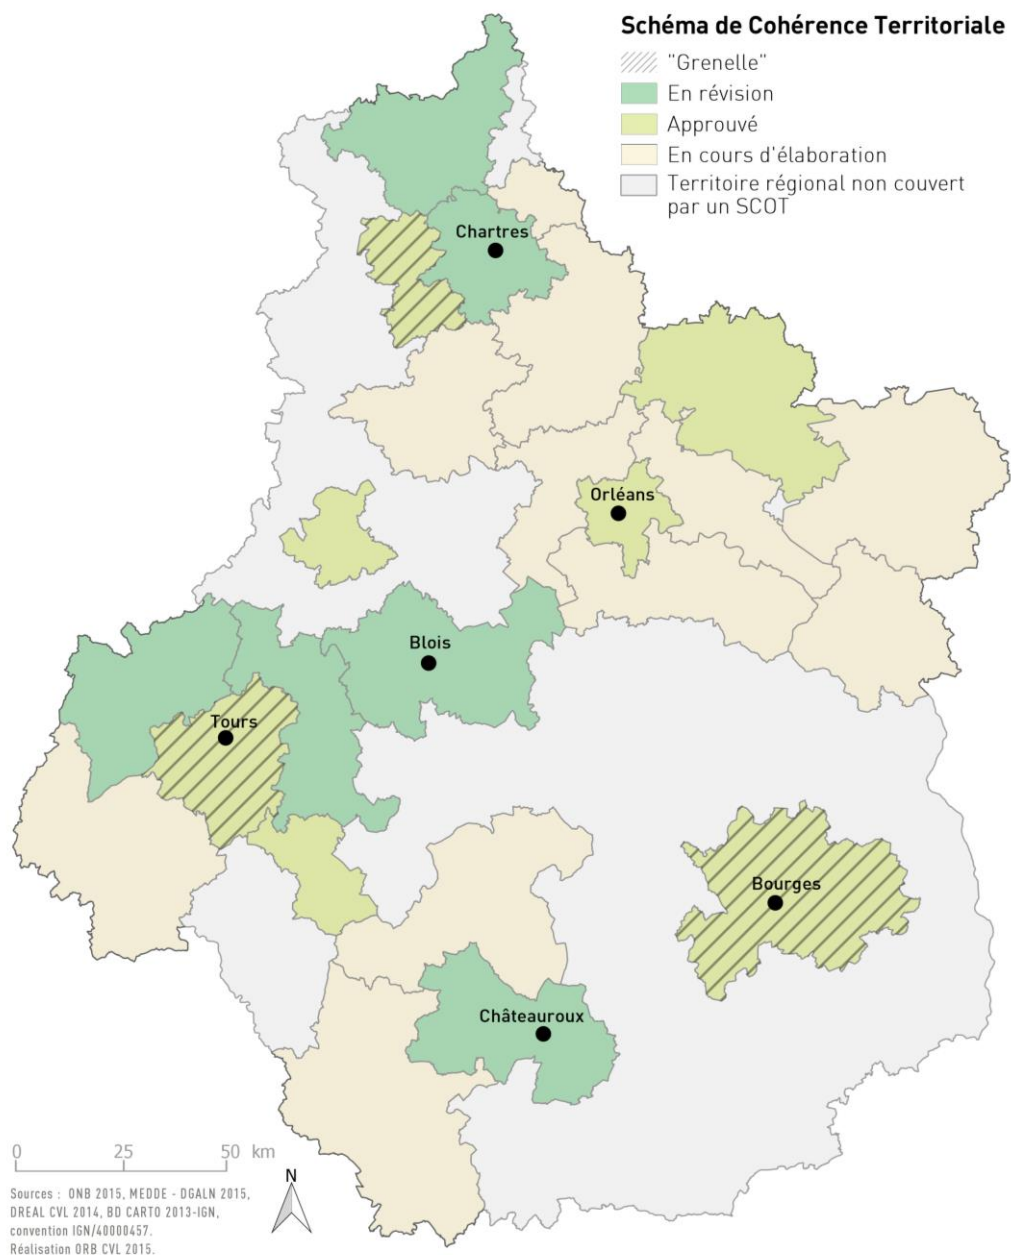 Schéma de Cohérence Territoriale
"Grenelle"
En révision
Approuvé
En cours d'élaboration
Territoire régional non couvert
par un SCOT
Chartres
Orléans
Blois
Tours
Bourges
Châteauroux
0 25 50 km
N
Sources : ONB 2015, MEDDE - DGALN 2015,
DREAL CVL 2014, BD CARTO 2013-IGN,
convention IGN/40000457.
Réalisation ORB CVL 2015.